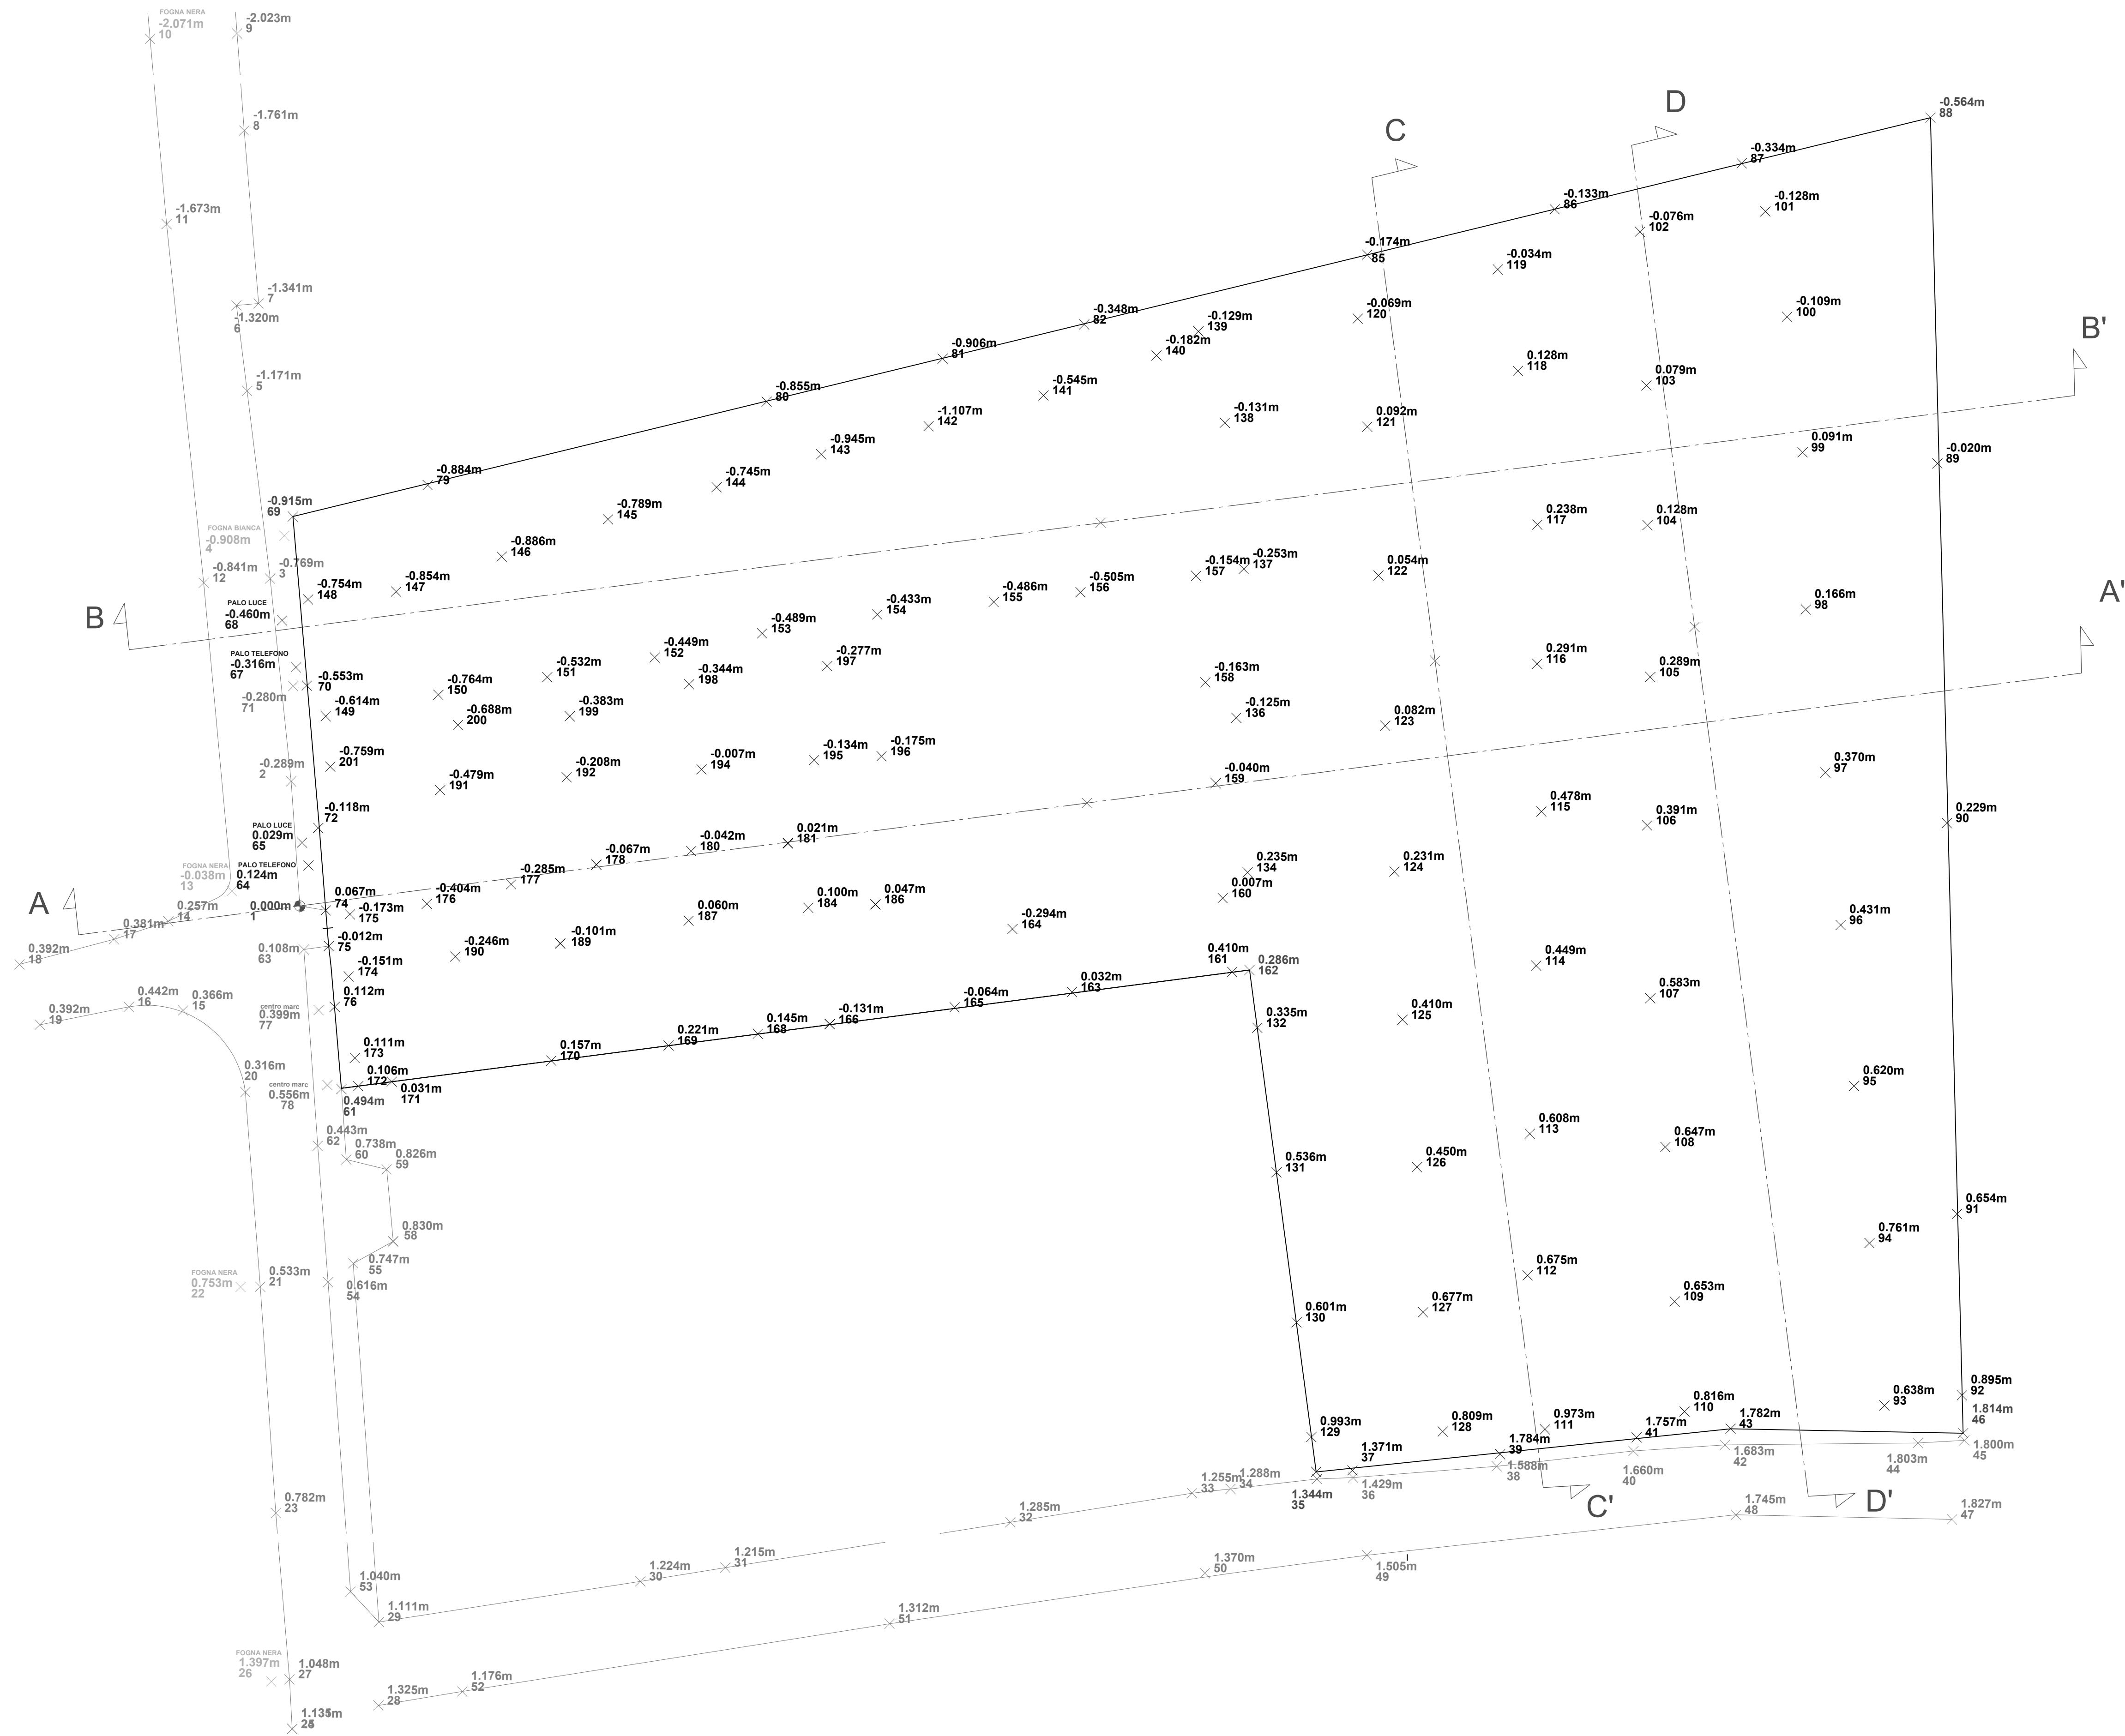 FOGNA NERA
-2.071m
10
-2.023m
9
-1.761m
8
-1.673m
11
-1.341m
7
-1.320m
6
-1.171m
5
C
D
-0.564m
88
-0.334m
87
-0.133m
86
-0.128m
101
-0.076m
102
-0.174m
85
-0.034m
119
-0.348m
82
-0.129m
139
-0.069m
120
-0.109m
100
B'
-0.906m
81
-0.182m
140
0.128m
118
0.079m
103
-0.855m
80
-0.545m
141
-1.107m
142
-0.131m
138
0.092m
121
0.091m
99
-0.020m
89
-0.884m
79
-0.945m
143
-0.745m
144
-0.915m
69
-0.789m
145
0.238m
117
0.128m
104
FOGNA BIANCA
-0.908m
4
-0.886m
146
-0.841m
12
-0.769m
3
-0.754m
148
-0.854m
147
-0.154m
157
-0.253m
137
0.054m
122
-0.505m
156
-0.486m
155
A'
B
PALO LUCE
-0.460m
68
-0.433m
154
0.166m
98
-0.489m
153
PALO TELEFONO
-0.316m
67
-0.449m
152
-0.277m
197
-0.532m
151
-0.344m
198
0.291m
116
0.289m
105
-0.553m
70
-0.764m
150
-0.163m
158
-0.280m
71
-0.614m
149
-0.688m
200
-0.383m
199
-0.125m
136
0.082m
123
-0.759m
201
-0.289m
2
-0.479m
191
-0.208m
192
-0.007m
194
-0.134m
195
-0.175m
196
-0.040m
159
0.370m
97
-0.118m
72
0.478m
115
0.391m
106
0.229m
90
PALO LUCE
0.029m
65
-0.042m
180
0.021m
181
-0.067m
178
PALO TELEFONO
0.124m
64
FOGNA NERA
-0.038m
13
-0.285m
177
0.235m
134
0.231m
124
A
0.257m
14
0.000m
1
0.067m
74
-0.173m
175
-0.404m
176
0.060m
187
0.100m
184
0.047m
186
0.007m
160
0.431m
96
0.381m
17
0.392m
18
-0.294m
164
0.108m
63
-0.012m
75
-0.246m
190
-0.101m
189
-0.151m
174
0.410m
161
0.286m
162
0.449m
114
0.032m
163
0.583m
107
0.442m
16
0.366m
15
0.392m
19
centro marc
0.399m
77
0.112m
76
-0.064m
165
-0.131m
166
0.145m
168
0.335m
132
0.410m
125
0.221m
169
0.157m
170
0.111m
173
0.316m
20
centro marc
0.556m
78
0.106m
172
0.031m
171
0.494m
61
0.620m
95
0.443m
62
0.738m
60
0.826m
59
0.608m
113
0.647m
108
0.536m
131
0.450m
126
0.654m
91
0.830m
58
0.761m
94
0.747m
55
0.675m
112
FOGNA NERA
0.753m
22
0.533m
21
0.616m
54
0.601m
130
0.677m
127
0.653m
109
0.895m
92
0.638m
93
0.816m
110
0.973m
111
0.809m
128
0.993m
129
1.814m
46
1.782m
43
1.757m
41
1.784m
39
1.371m
37
1.800m
45
1.803m
44
1.683m
42
1.660m
40
1.588m
38
1.429m
36
1.344m
35
1.288m
34
1.255m
33
C'
D'
0.782m
23
1.285m
32
1.745m
48
1.827m
47
1.215m
31
1.224m
30
1.370m
50
1.505m
49
1.040m
53
1.111m
29
1.312m
51
FOGNA NERA
1.397m
26
1.048m
27
1.176m
52
1.325m
28